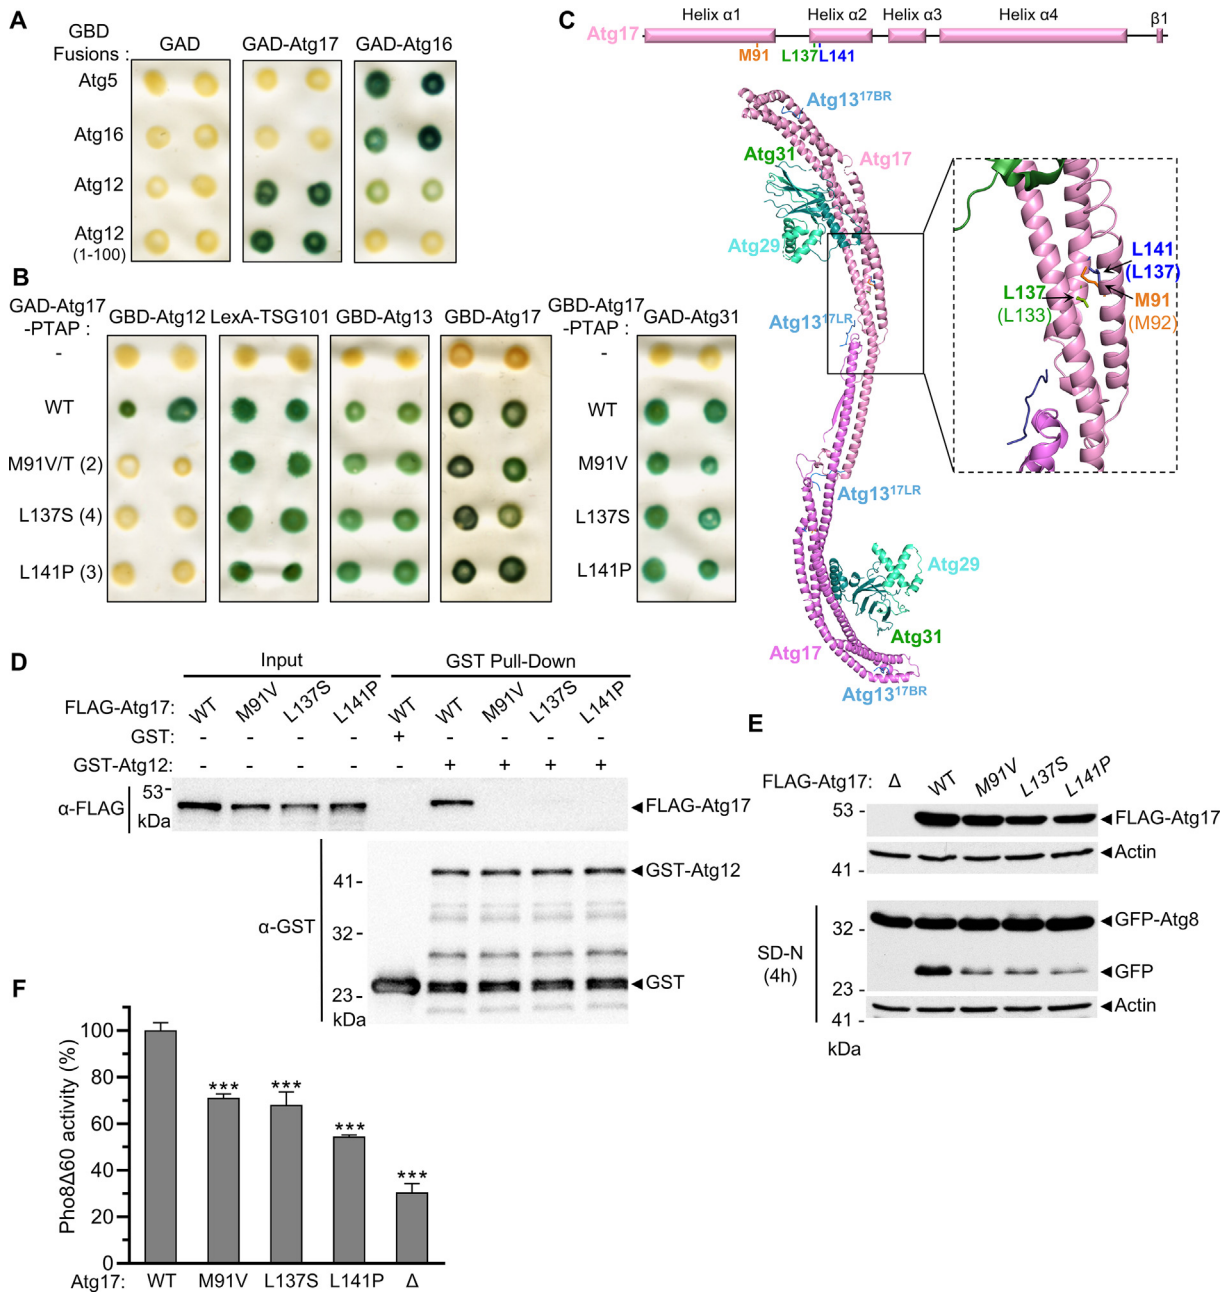 A
GBD
Fusions :
GAD
GAD-Atg17
GAD-Atg16
Atg5
Atg16
Atg12
Atg12
(1-100)
B
GAD-Atg17
-PTAP :
GBD-Atg12
LexA-TSG101
GBD-Atg13
GBD-Atg17
GBD-Atg17
-PTAP :
GAD-Atg31
-
WT
M91V/T (2)
L137S (4)
L141P (3)
-
WT
M91V
L137S
L141P
C
Atg17
Helix α1
Helix α2
Helix α3
Helix α4
β1
M91
L137
L141
Atg13 17BR
Atg31
Atg17
Atg29
Atg13 17LR
L141
(L137)
L137
(L133)
M91
(M92)
Atg13 17LR
Atg29
Atg31
Atg17
Atg13 17BR
D
Input
GST Pull-Down
FLAG-Atg17:
WT
M91V
L137S
L141P
WT
WT
M91V
L137S
L141P
GST:
- - - - + - - - -
GST-Atg12:
- - - - - + + + +
α-FLAG
53-
kDa
FLAG-Atg17
α-GST
41-
32-
23-
kDa
GST-Atg12
GST
E
FLAG-Atg17:
Δ
WT
M91V
L137S
L141P
53 -
41 -
FLAG-Atg17
Actin
SD-N
(4h)
32 -
23 -
41 -
kDa
GFP-Atg8
GFP
Actin
F
Pho8Δ60 activity (%)
100
80
60
40
20
0
***
***
***
***
Atg17:
WT
M91V
L137S
L141P
Δ